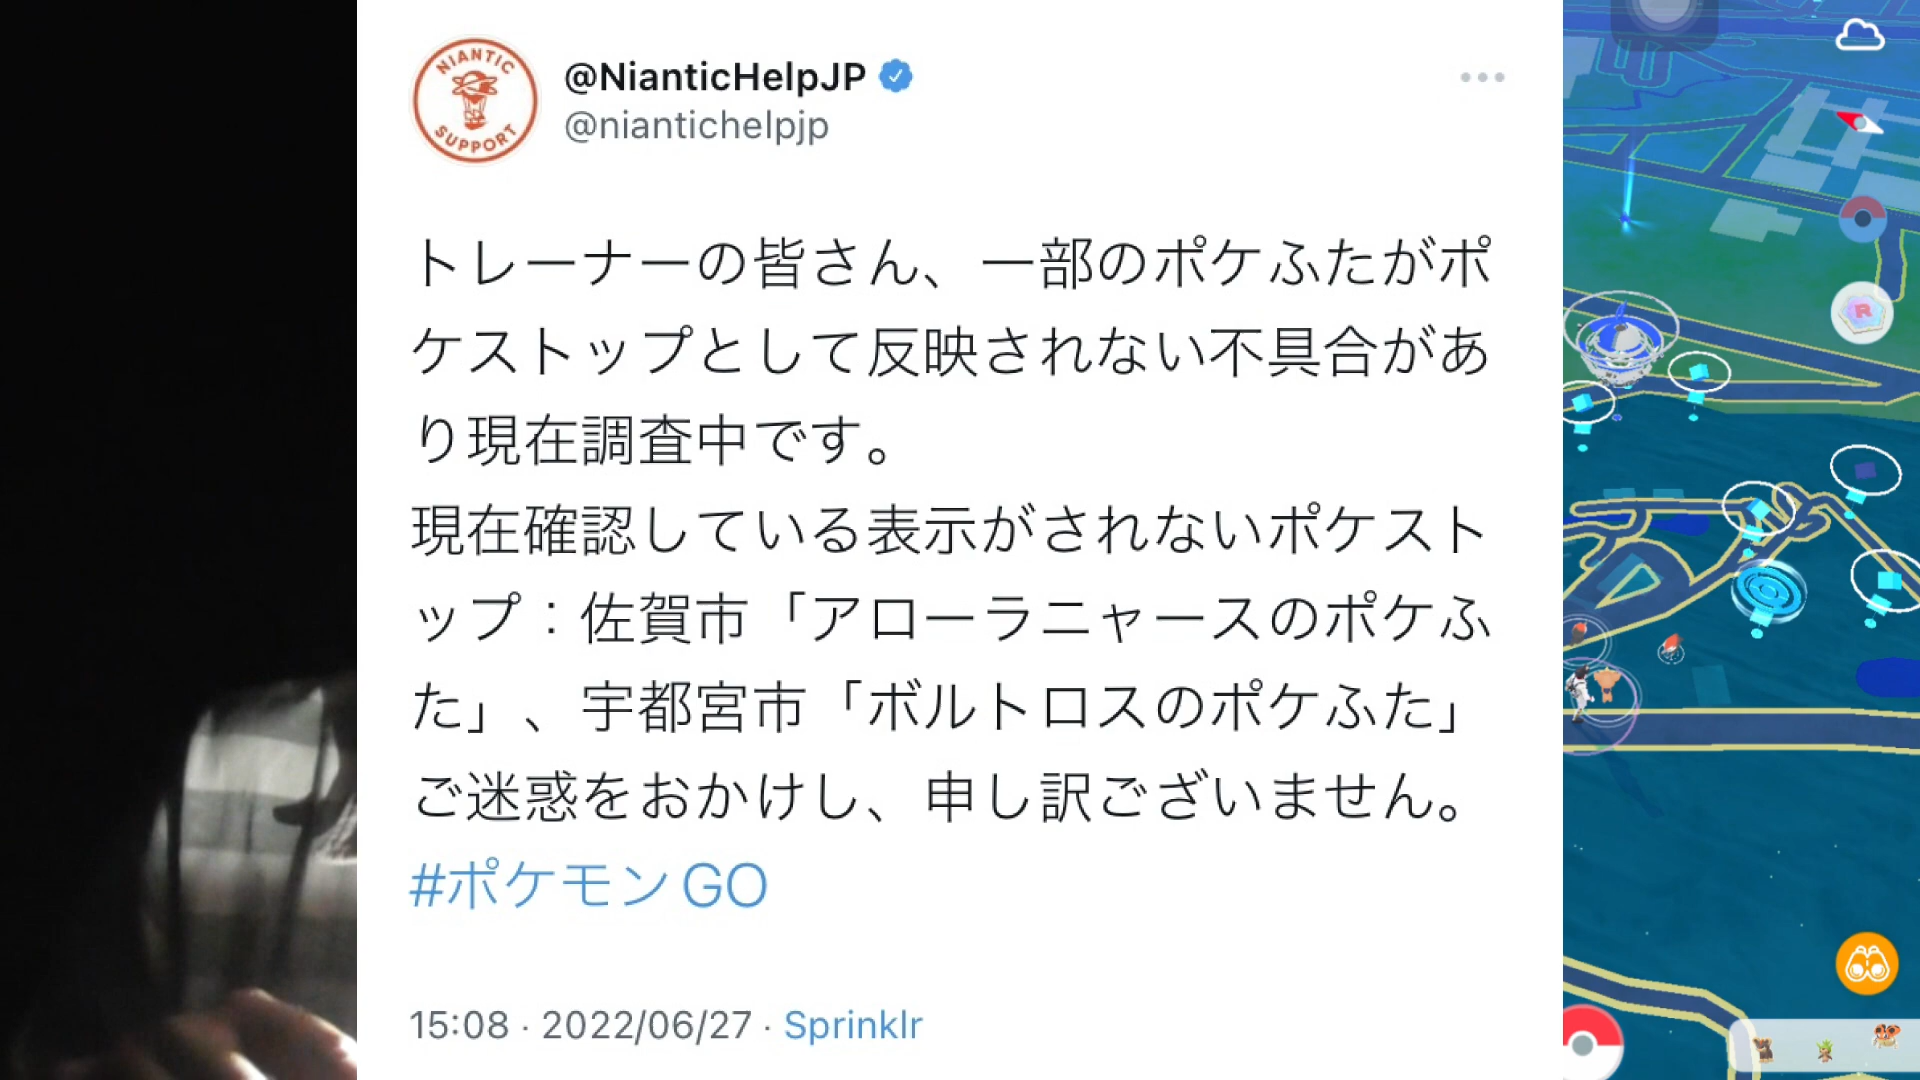 NIANTIC
SUPPORT
@NianticHelpJP
@niantichelpjp
トレーナーの皆さん、一部のポケふたがポ
ケストップとして反映されない不具合があ
り現在調査中です。
現在確認している表示がされないポケスト
ップ：佐賀市「アローラニャースのポケふ
た」、宇都宮市「ボルトロスのポケふた」
ご迷惑をおかけし、申し訳ございません。
#ポケモンGO
15:08 · 2022/06/27 · Sprinklr
R